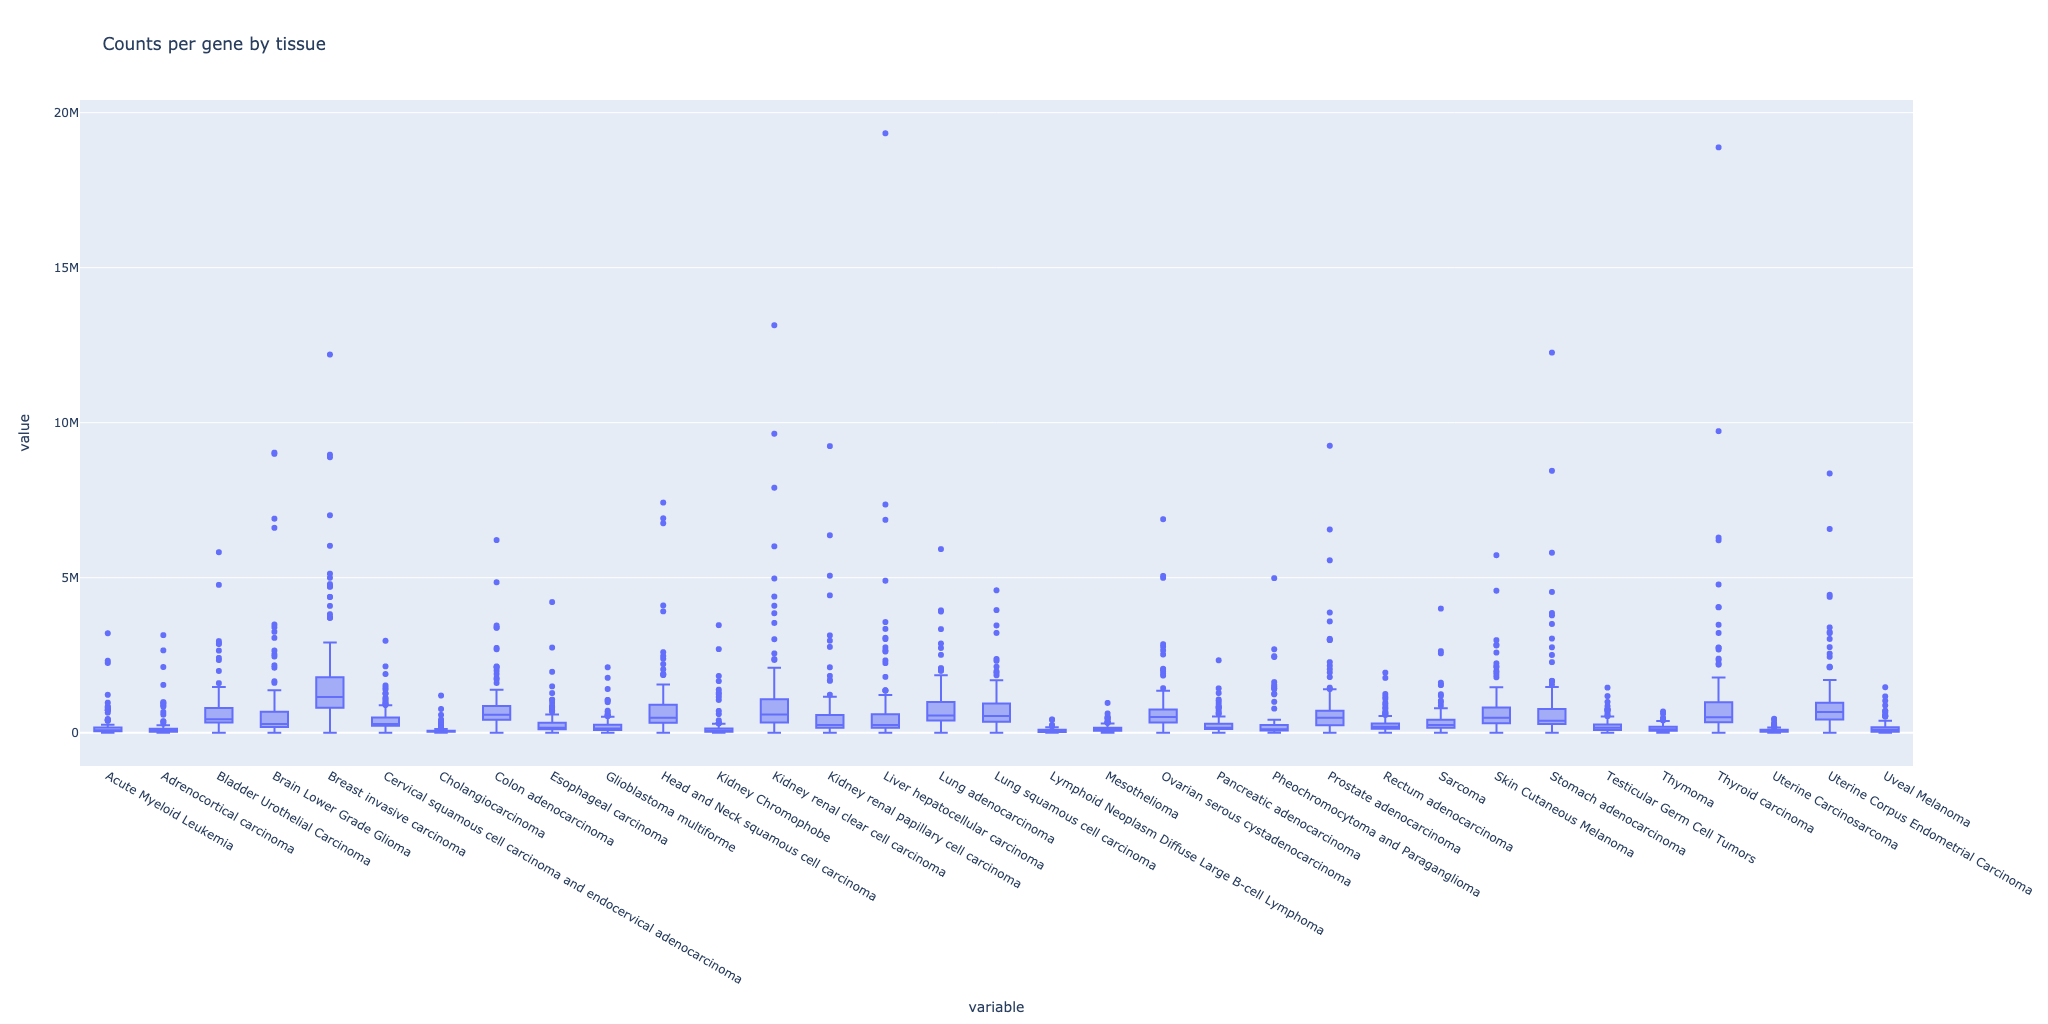 Counts per gene by tissue
20M
15M
10M
5M
0
value
Acute Myeloid Leukemia
Adrenocortical carcinoma
Bladder Urothelial Carcinoma
Brain Lower Grade Glioma
Breast invasive carcinoma
Cervical squamous cell carcinoma and endocervical adenocarcinoma
Cholangiocarcinoma
Colon adenocarcinoma
Esophageal carcinoma
Glioblastoma multiforme
Head and Neck squamous cell carcinoma
Kidney Chromophobe
Kidney renal clear cell carcinoma
Kidney renal papillary cell carcinoma
Liver hepatocellular carcinoma
Lung adenocarcinoma
Lung squamous cell carcinoma
Lymphoid Neoplasm Diffuse Large B-cell Lymphoma
Mesothelioma
Ovarian serous cystadenocarcinoma
Pancreatic adenocarcinoma
Pheochromocytoma and Paraganglioma
Prostate adenocarcinoma
Rectum adenocarcinoma
Sarcoma
Skin Cutaneous Melanoma
Stomach adenocarcinoma
Testicular Germ Cell Tumors
Thymoma
Thyroid carcinoma
Uterine Carcinosarcoma
Uterine Corpus Endometrial Carcinoma
Uveal Melanoma
variable